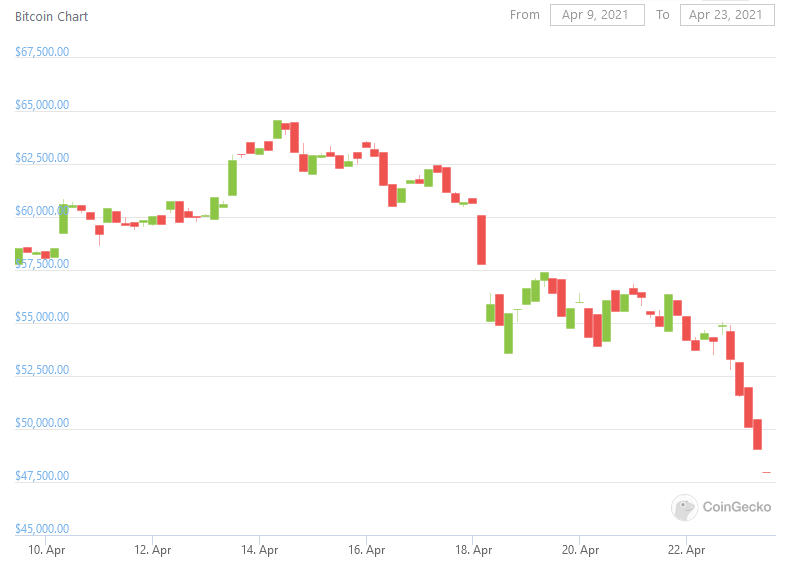 Bitcoin Chart
From Apr 9, 2021 To Apr 23, 2021
$67,500.00
$65,000.00
$62,500.00
$60,000.00
$57,500.00
$55,000.00
$52,500.00
$50,000.00
$47,500.00
CoinGecko
$45,000.00
10. Apr 12. Apr 14. Apr 16. Apr 18. Apr 20. Apr 22. Apr